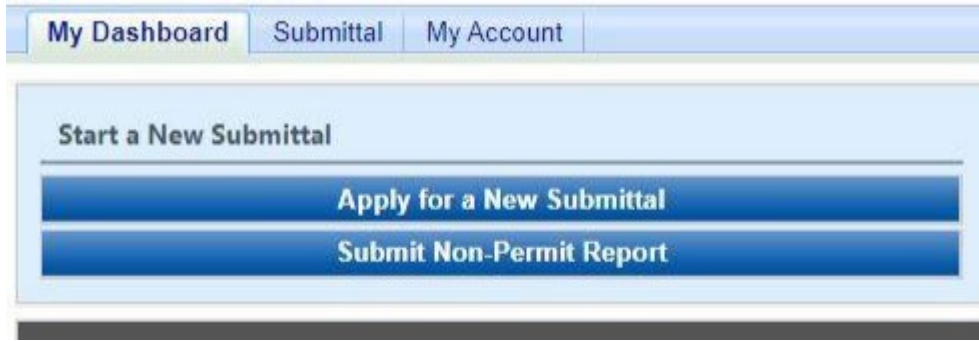 My Dashboard Submittal My Account
Start a New Submittal
Apply for a New Submittal
Submit Non-Permit Report